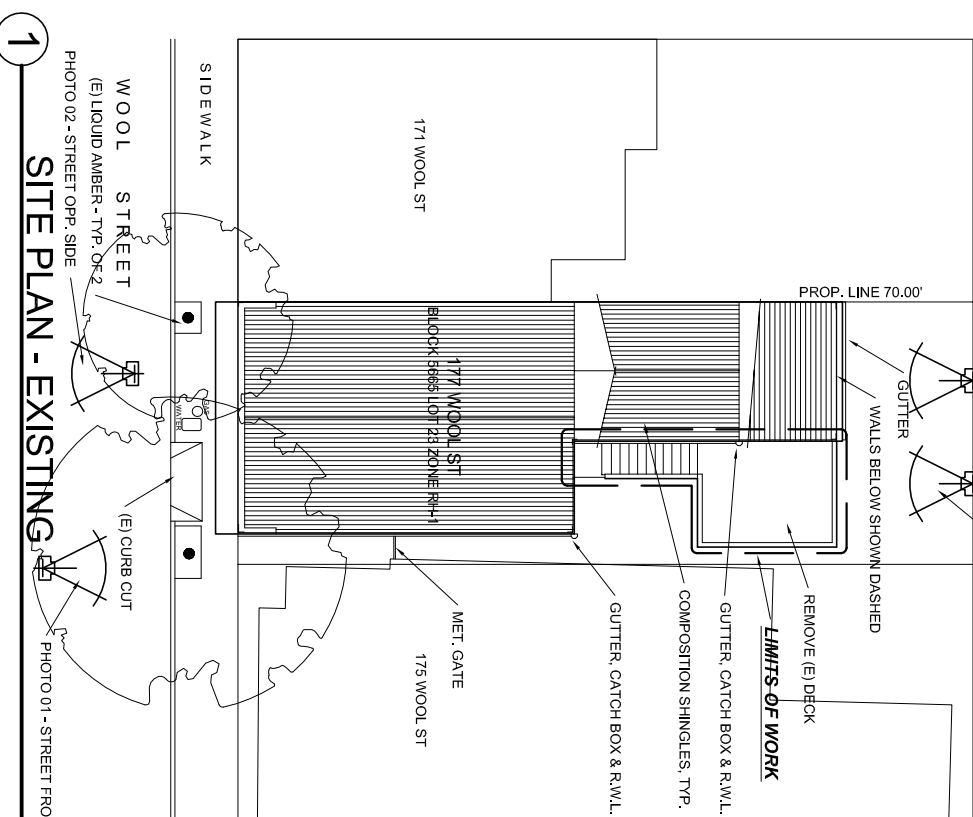 PROP. LINE 70.00'
GUTTER
WALLS BELOW SHOWN DASHED
REMOVE (E) DECK
LIMITS OF WORK
GUTTER, CATCH BOX & R.W.L.
COMPOSITION SHINGLES, TYP.
GUTTER, CATCH BOX & R.W.L.
171 WOOL ST
177 WOOL ST
BLOCK 5665 LOT 23 ZONE RH-1
MET. GATE
175 WOOL ST
SIDEWALK
GAS
WATER
(E) CURB CUT
WOOL STREET
(E) LIQUID AMBER - TYP. OF 2
PHOTO 02 - STREET OPP. SIDE
PHOTO 01 - STREET FRO
1
SITE PLAN - EXISTING